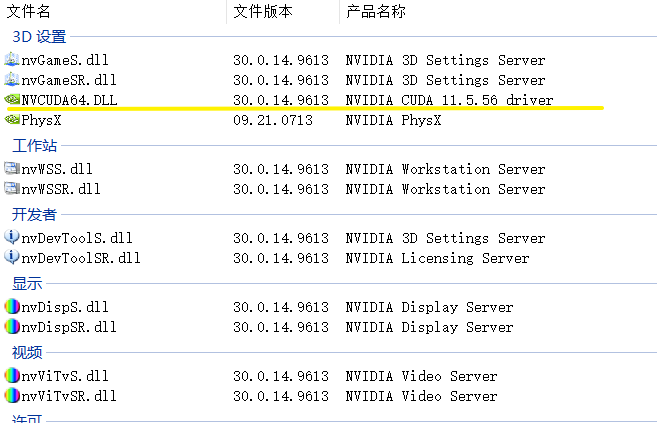 文件名 文件版本 产品名称
3D 设置
nvGameS.dll 30.0.14.9613 NVIDIA 3D Settings Server
nvGameSR.dll 30.0.14.9613 NVIDIA 3D Settings Server
NVCUDA64.DLL 30.0.14.9613 NVIDIA CUDA 11.5.56 driver
PhysX 09.21.0713 NVIDIA PhysX
工作站
nvWSS.dll 30.0.14.9613 NVIDIA Workstation Server
nvWSSR.dll 30.0.14.9613 NVIDIA Workstation Server
开发者
nvDevToolS.dll 30.0.14.9613 NVIDIA 3D Settings Server
nvDevToolSR.dll 30.0.14.9613 NVIDIA Licensing Server
显示
nvDispS.dll 30.0.14.9613 NVIDIA Display Server
nvDispSR.dll 30.0.14.9613 NVIDIA Display Server
视频
nvViTvS.dll 30.0.14.9613 NVIDIA Video Server
nvViTvSR.dll 30.0.14.9613 NVIDIA Video Server
许可